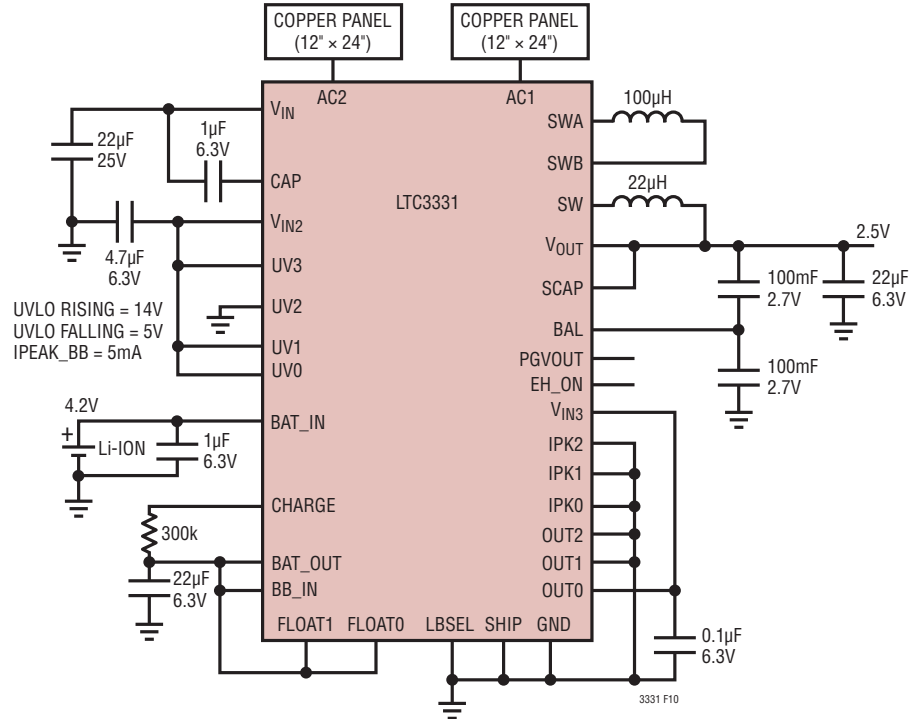 COPPER PANEL
(12" × 24")
COPPER PANEL
(12" × 24")
AC2
AC1
VIN
22µF
25V
1µF
6.3V
CAP
VIN2
4.7µF
6.3V
UV3
UVLO RISING = 14V
UVLO FALLING = 5V
IPEAK_BB = 5mA
UV2
UV1
UV0
4.2V
BAT_IN
+
Li-ION
1µF
6.3V
CHARGE
300k
BAT_OUT
22µF
6.3V
BB_IN
FLOAT1
FLOAT0
LBSEL
SHIP
GND
LTC3331
SWA
100µH
SWB
22µH
SW
VOUT
2.5V
SCAP
100mF
2.7V
22µF
6.3V
BAL
100mF
2.7V
PGVOUT
EH_ON
VIN3
IPK2
IPK1
IPK0
OUT2
OUT1
OUT0
0.1µF
6.3V
3331 F10